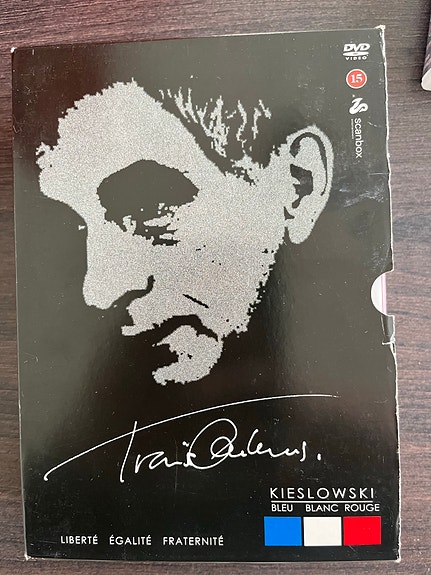 DVD
VIDEO
15
scanbox
KIESLOWSKI
BLEU BLANC ROUGE
LIBERTÉ ÉGALITÉ FRATERNITÉ